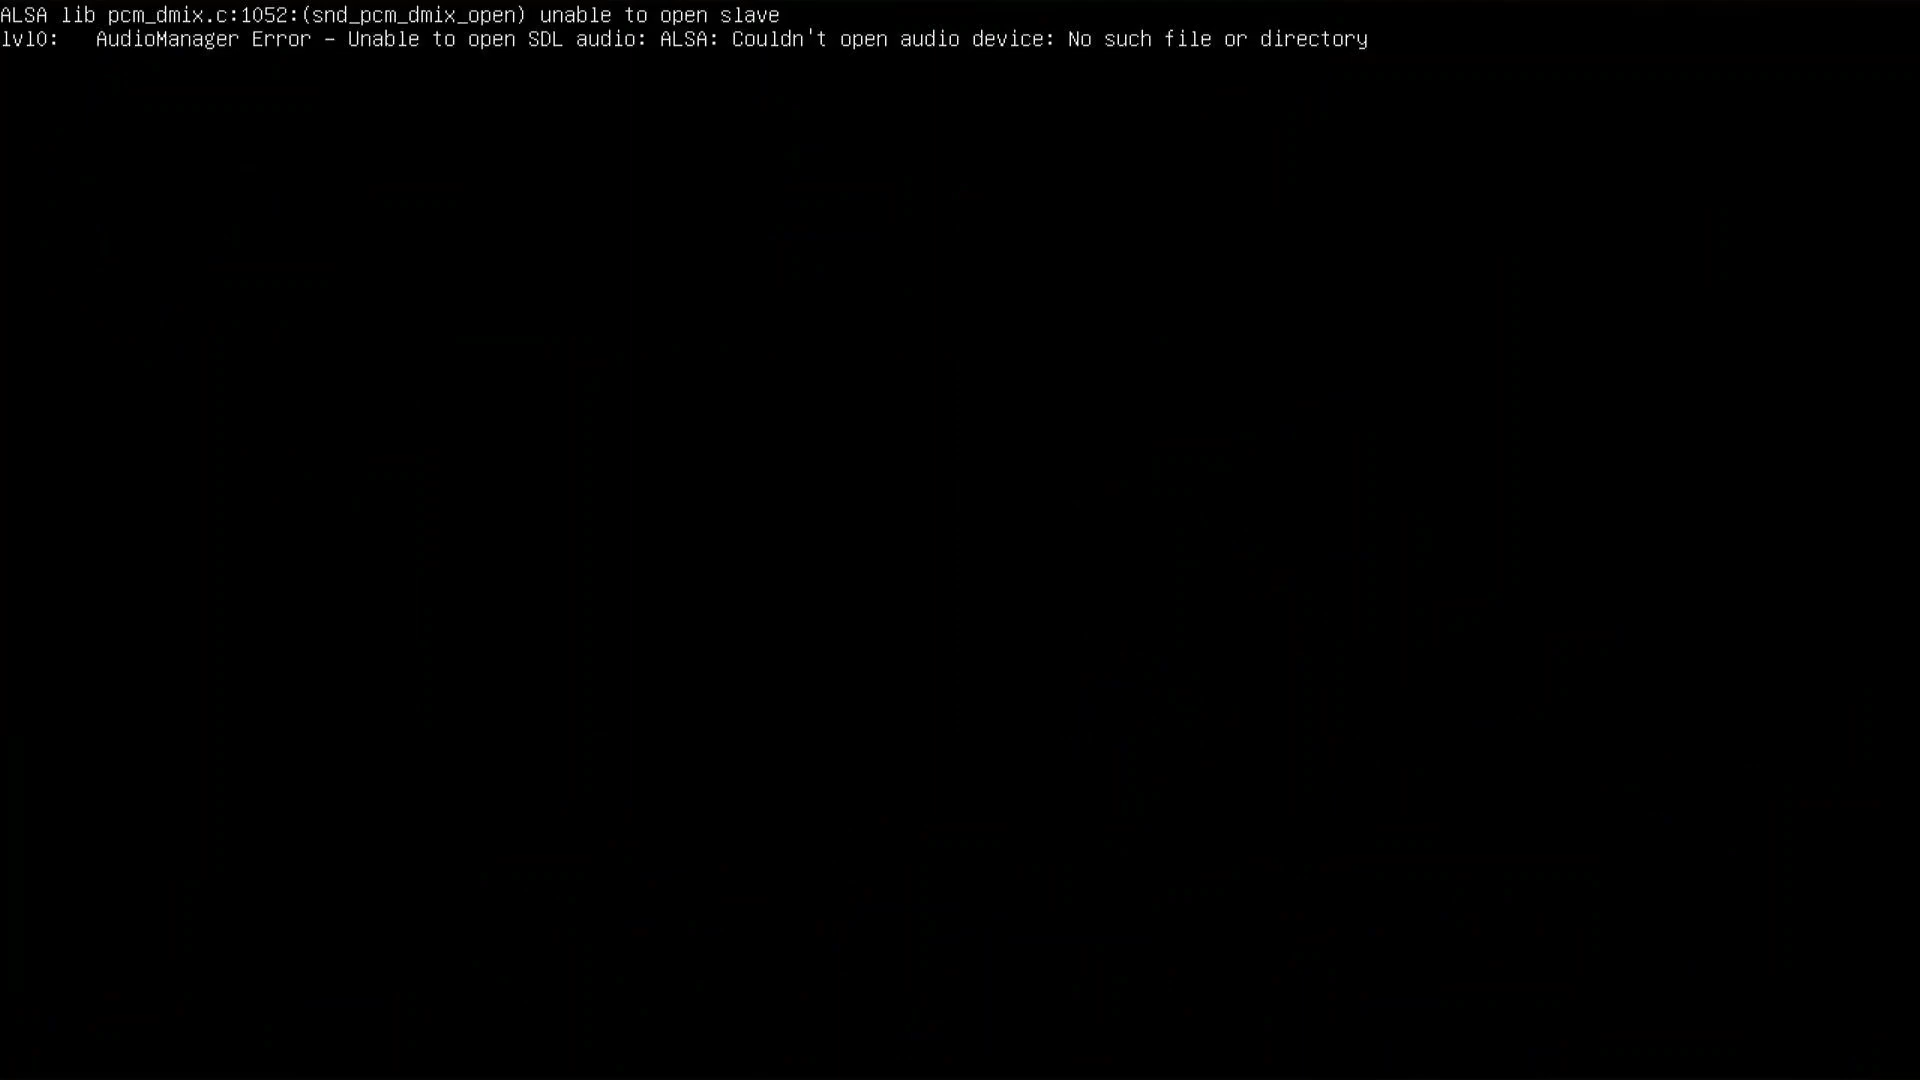 ALSA lib pcm_dmix.c:1052:(snd_pcm_dmix_open) unable to open slave
lvl0:   AudioManager Error - Unable to open SDL audio: ALSA: Couldn't open audio device: No such file or directory